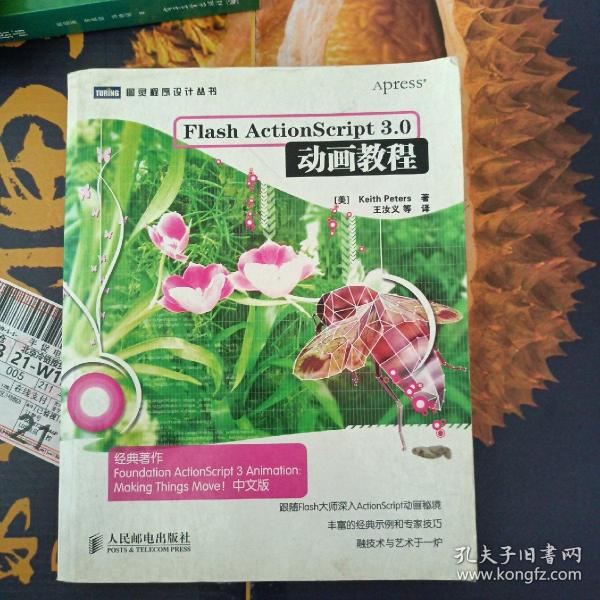 TURING 图灵程序设计丛书
Apress®
Flash ActionScript 3.0
动画教程
[美] Keith Peters 著
王汝义 等 译
3.21-W1
005
21
经典著作
Foundation ActionScript 3 Animation:
Making Things Move! 中文版
跟随Flash大师深入ActionScript动画秘境
丰富的经典示例和专家技巧
融技术与艺术于一炉
人民邮电出版社
POSTS & TELECOM PRESS
孔夫子旧书网
www.kongfz.com